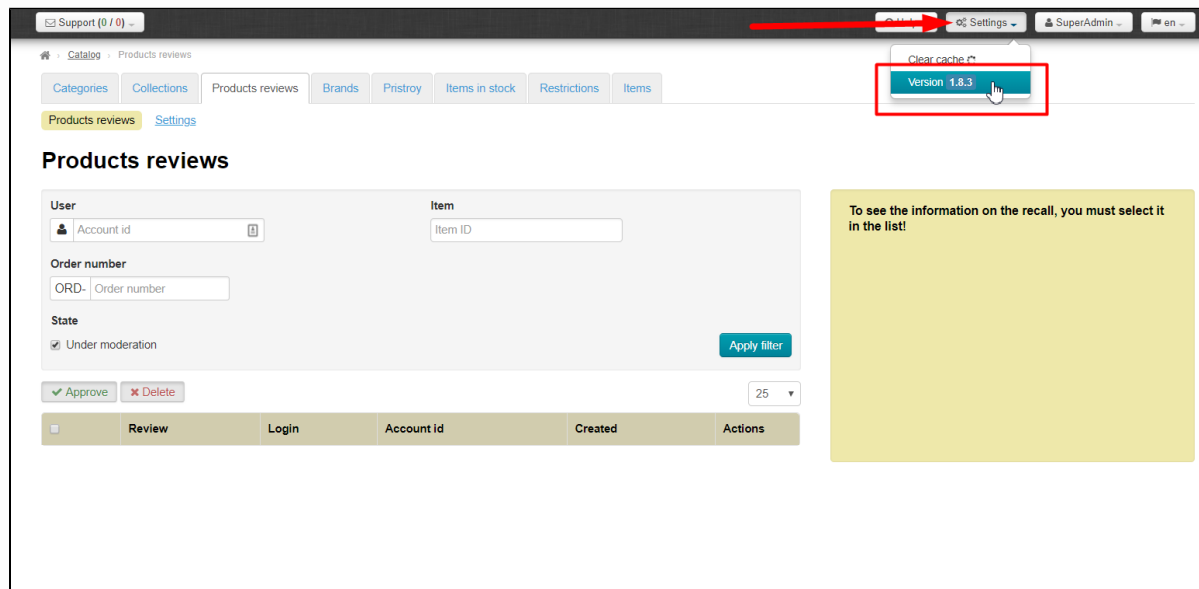 Support (0 / 0)
Settings
SuperAdmin
en
Catalog
Products reviews
Clear cache
Version 1.8.3
Categories
Collections
Products reviews
Brands
Pristroy
Items in stock
Restrictions
Items
Products reviews
Settings
Products reviews
User
Item
Account id
Item ID
To see the information on the recall, you must select it
in the list!
Order number
ORD- Order number
State
Under moderation
Apply filter
Approve
Delete
25
Review
Login
Account id
Created
Actions